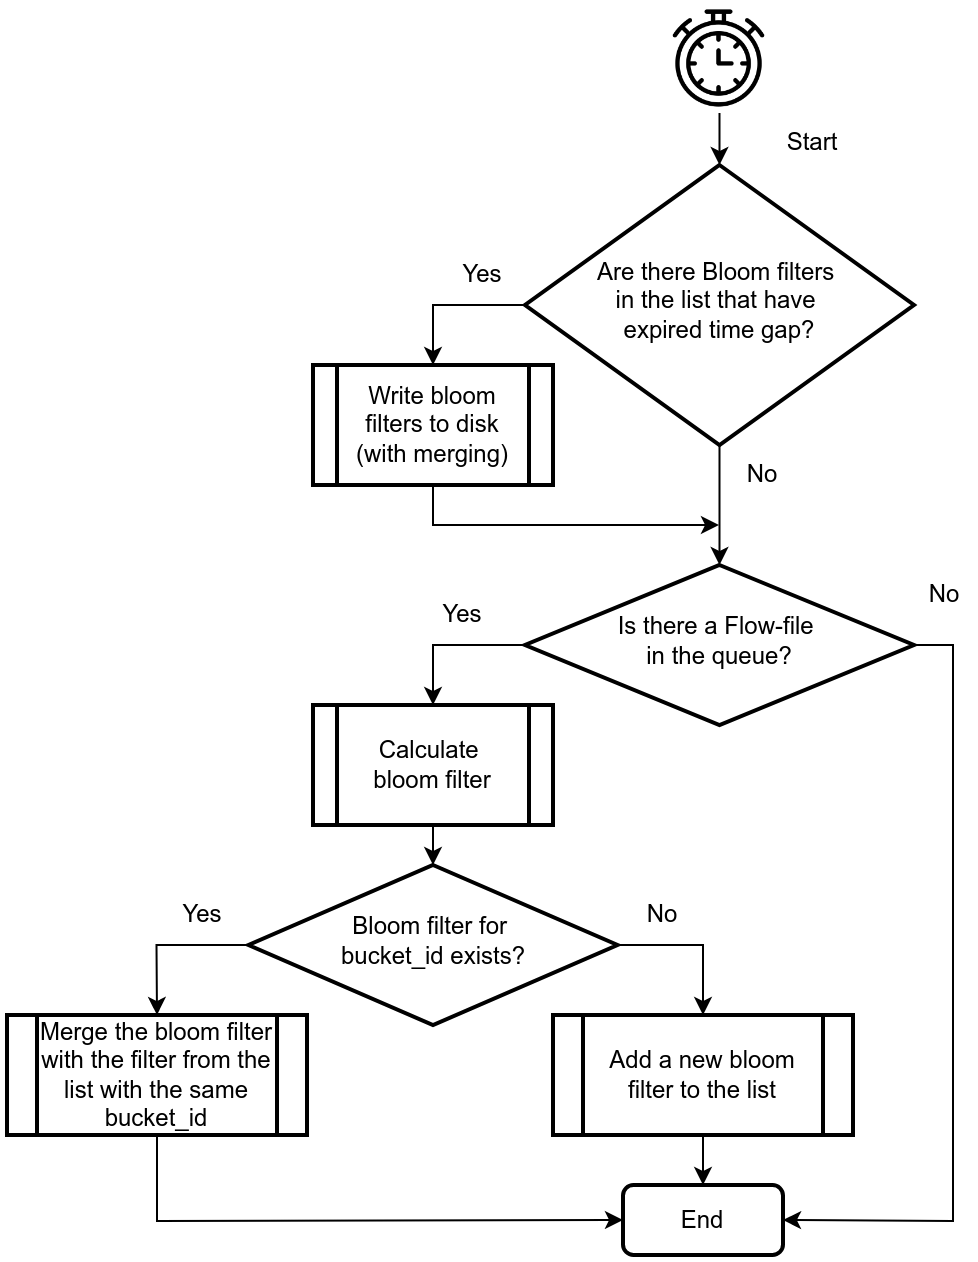 Start
Are there Bloom filters
in the list that have
expired time gap?
Yes
Write bloom
filters to disk
(with merging)
No
Is there a Flow-file
in the queue?
Yes
No
Calculate
bloom filter
Bloom filter for
bucket_id exists?
Yes
No
Merge the bloom filter
with the filter from the
list with the same
bucket_id
Add a new bloom
filter to the list
End